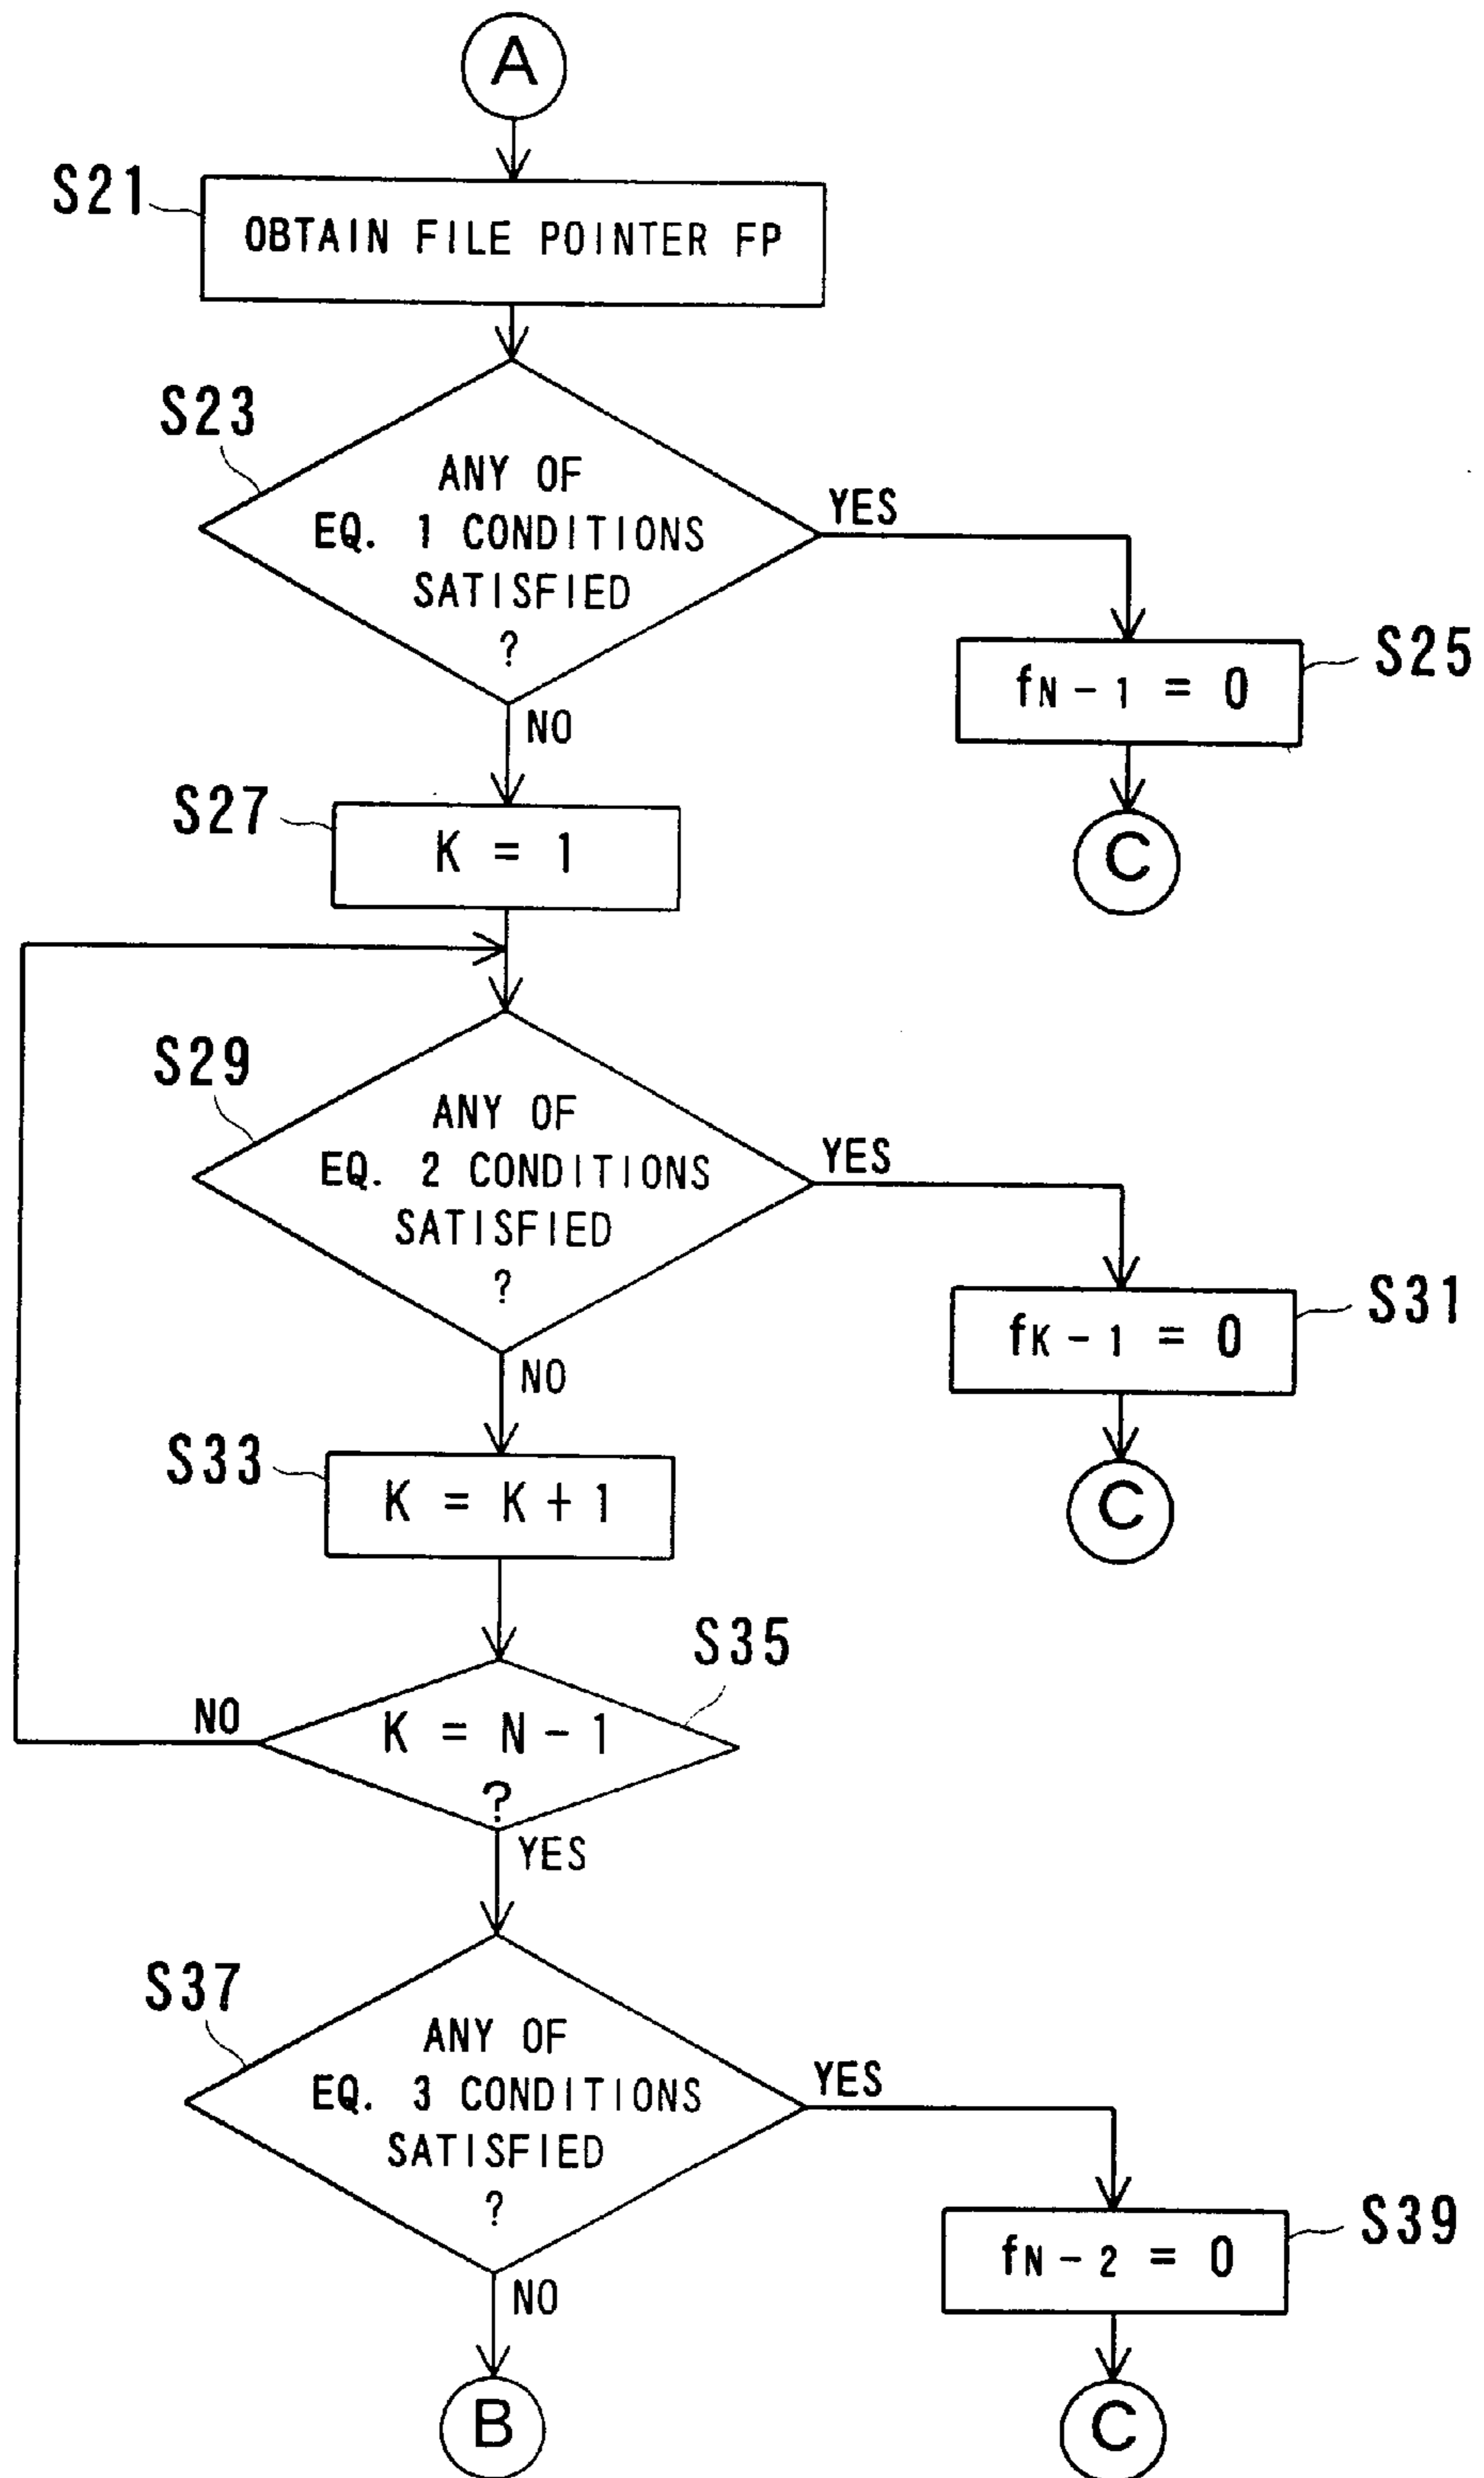 A
S21
OBTAIN FILE POINTER FP
S23
ANY OF
EQ. 1 CONDITIONS
SATISFIED
?
YES
S25
fN-1 = 0
C
NO
S27
K = 1
S29
ANY OF
EQ. 2 CONDITIONS
SATISFIED
?
YES
S31
fK-1 = 0
C
NO
S33
K = K+1
S35
K = N-1
?
NO
YES
S37
ANY OF
EQ. 3 CONDITIONS
SATISFIED
?
YES
S39
fN-2 = 0
C
NO
B